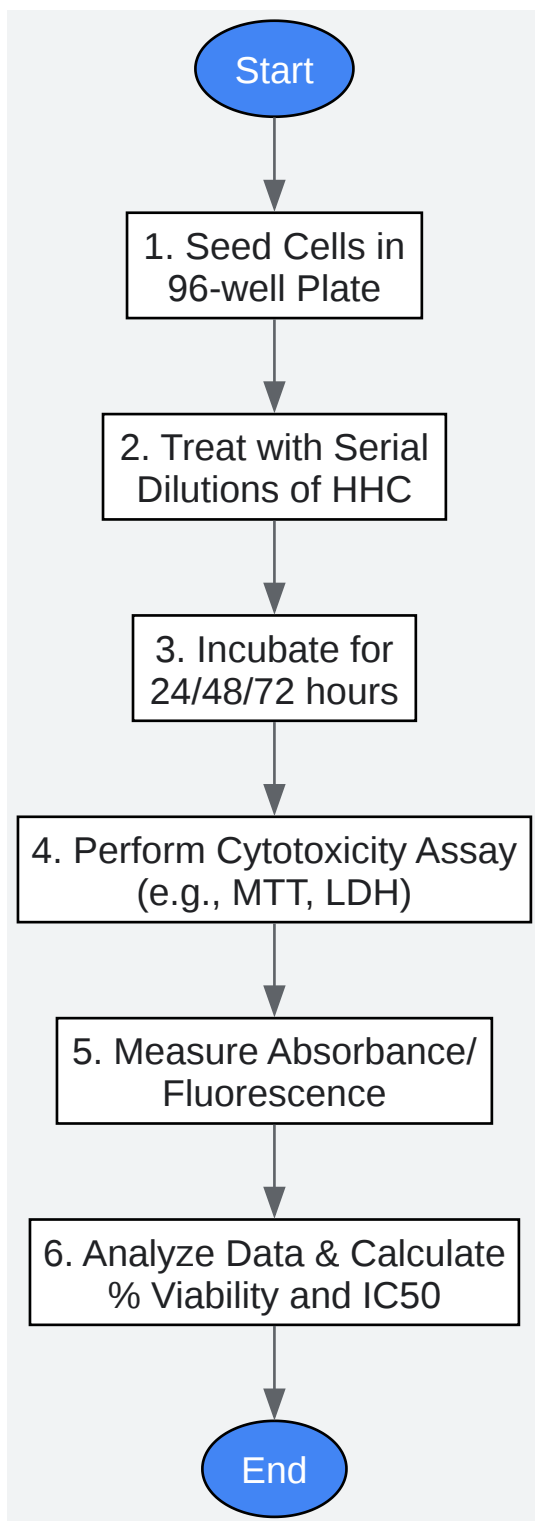 Start
1. Seed Cells in
96-well Plate
2. Treat with Serial
Dilutions of HHC
3. Incubate for
24/48/72 hours
4. Perform Cytotoxicity Assay
(e.g., MTT, LDH)
5. Measure Absorbance/
Fluorescence
6. Analyze Data & Calculate
% Viability and IC50
End